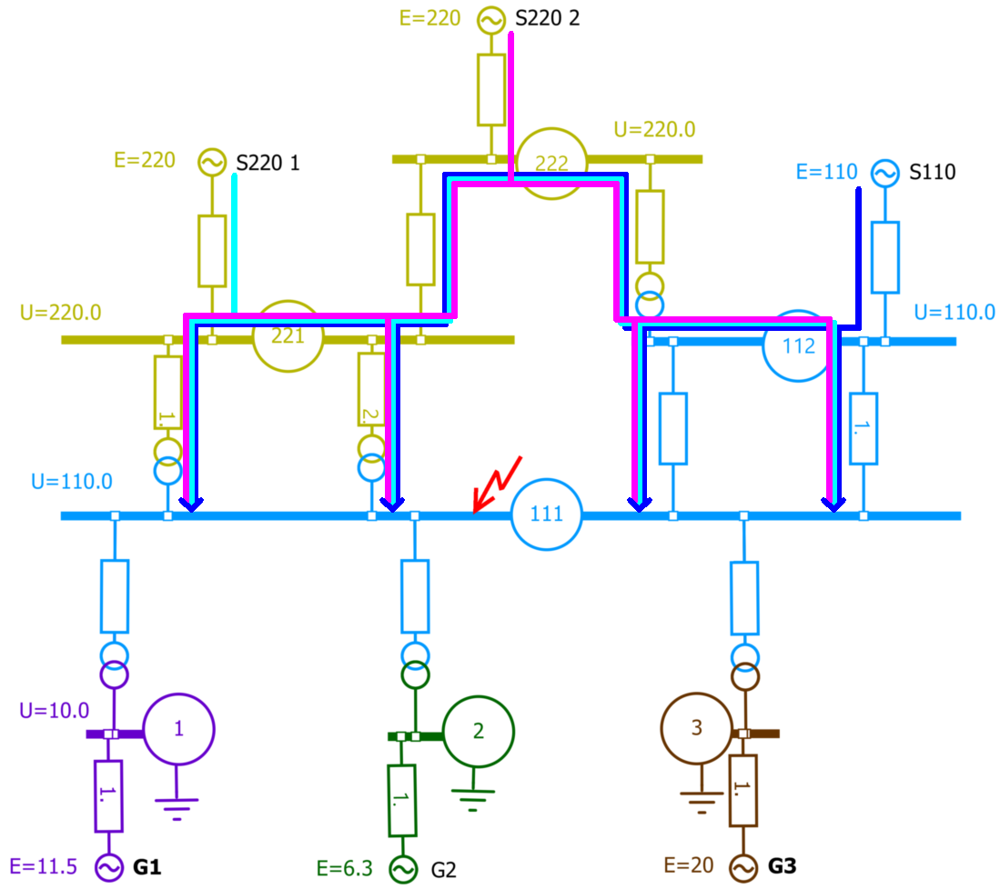 E=220
S220 2
U=220.0
222
E=220
S220 1
E=110
S110
U=220.0
221
U=110.0
112
1.
2.
1.
U=110.0
111
U=10.0
1
2
3
1.
1.
1.
E=11.5
G1
E=6.3
G2
E=20
G3